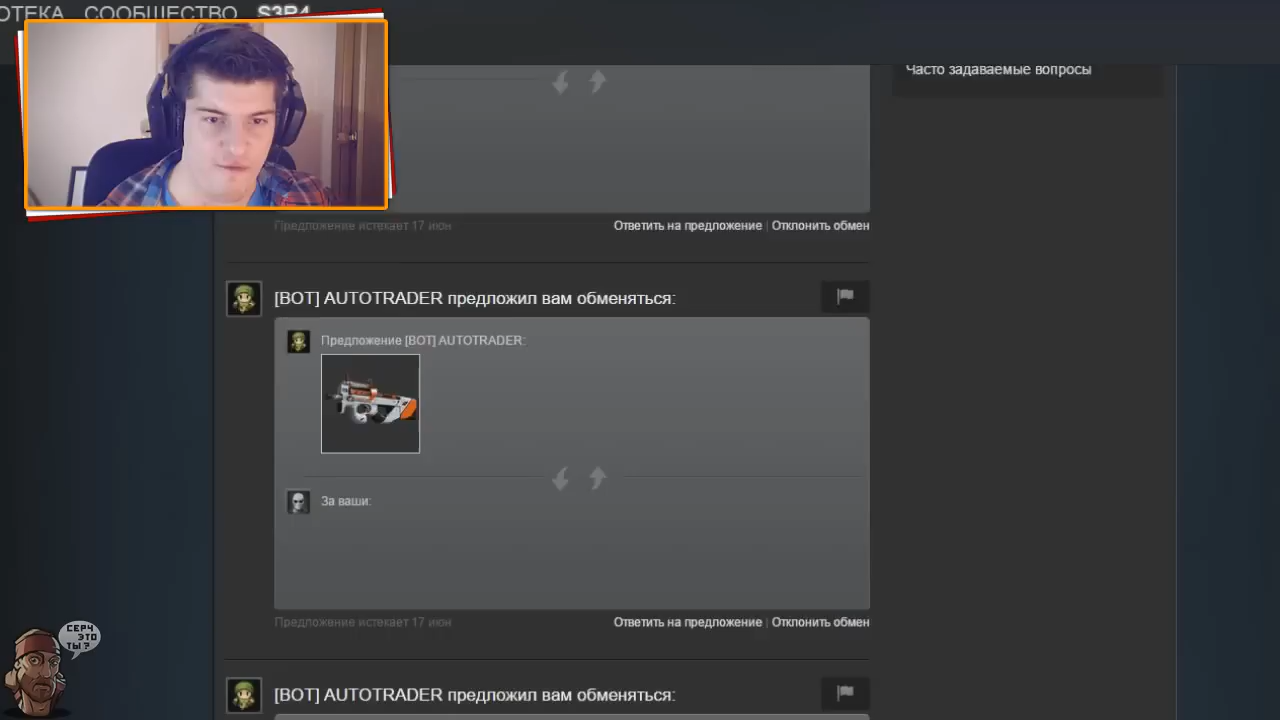 ОТЕКА СООБЩЕСТВО S3R4
Часто задаваемые вопросы
Предложение истекает 17 июн
Ответить на предложение | Отклонить обмен
[BOT] AUTOTRADER предложил вам обменяться:
Предложение [BOT] AUTOTRADER:
За ваши:
Предложение истекает 17 июн
Ответить на предложение | Отклонить обмен
СЕРЧ
ЭТО
ТЫ?
[BOT] AUTOTRADER предложил вам обменяться: